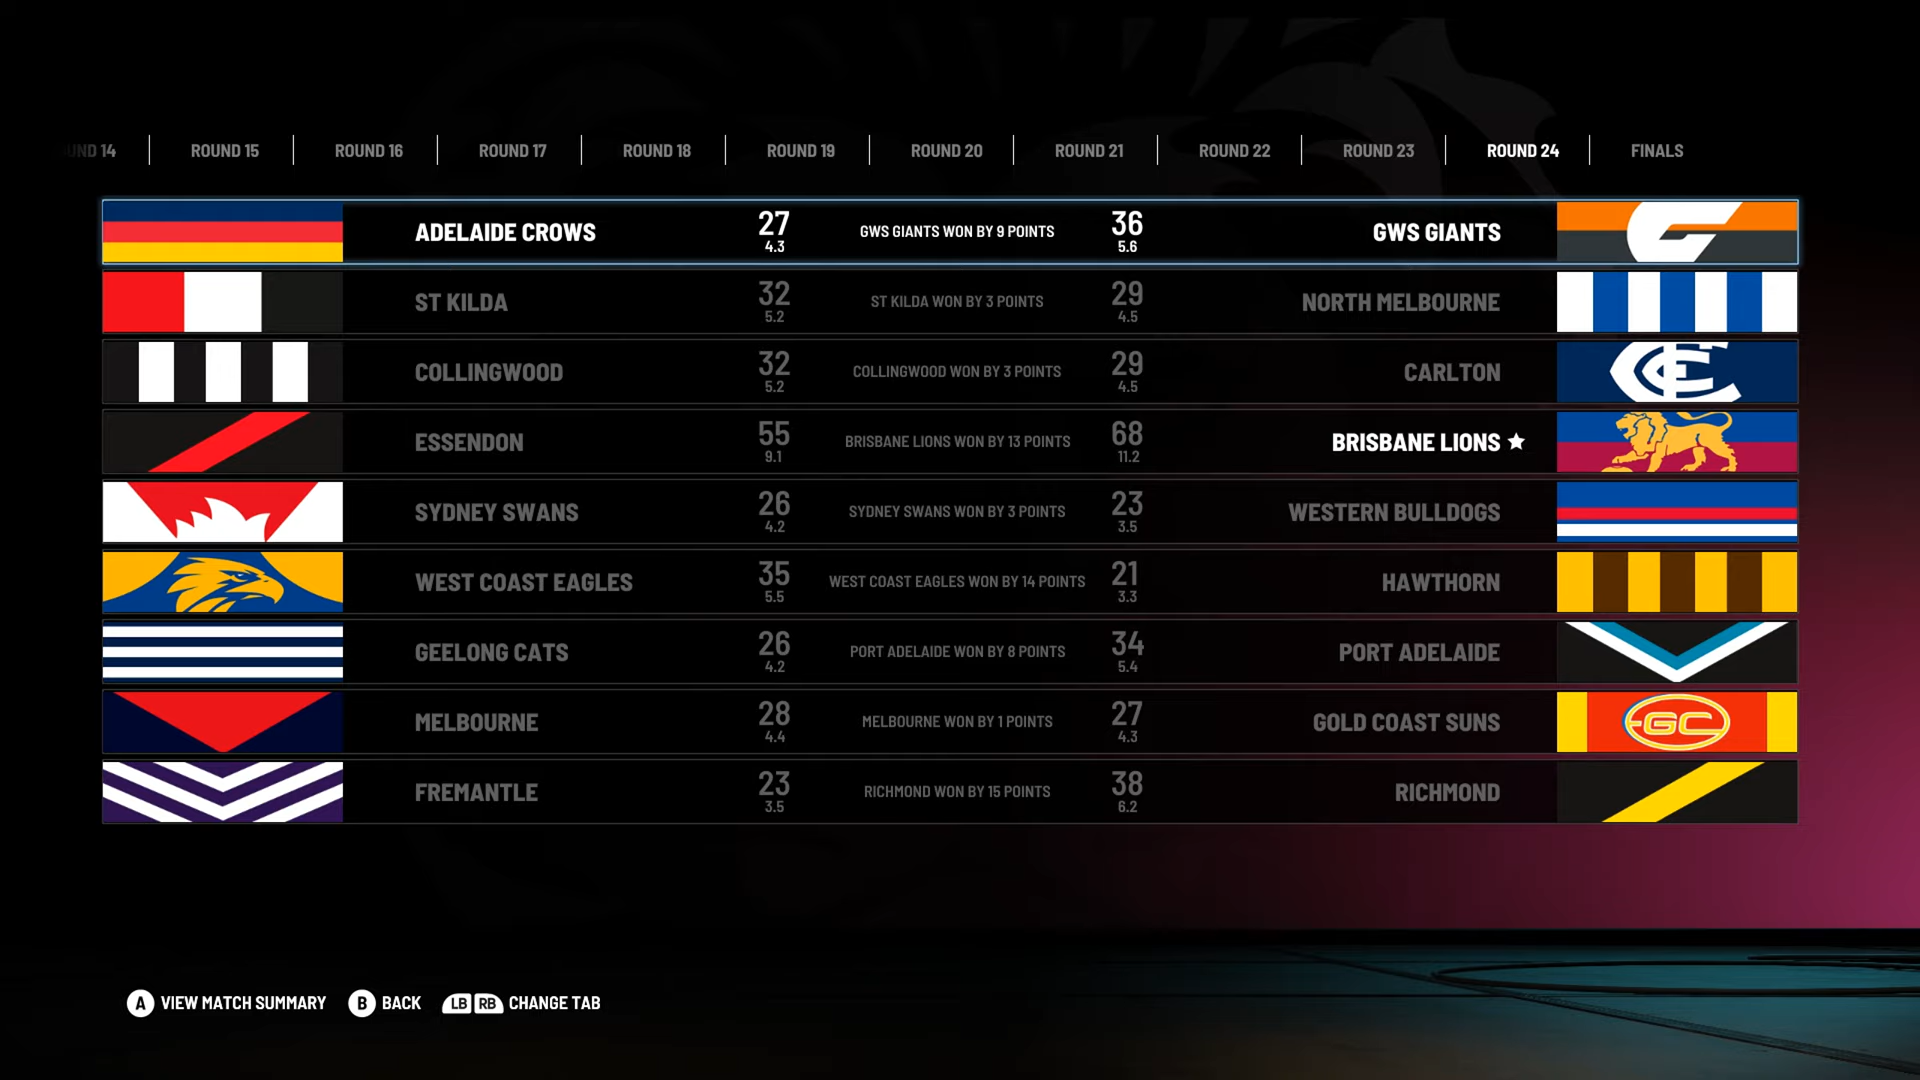 UND 14 ROUND 15 ROUND 16 ROUND 17 ROUND 18 ROUND 19 ROUND 20 ROUND 21 ROUND 22 ROUND 23 ROUND 24 FINALS
ADELAIDE CROWS 27 4.3 GWS GIANTS WON BY 9 POINTS 36 5.6 GWS GIANTS
ST KILDA 32 5.2 ST KILDA WON BY 3 POINTS 29 4.5 NORTH MELBOURNE
COLLINGWOOD 32 5.2 COLLINGWOOD WON BY 3 POINTS 29 4.5 CARLTON
ESSENDON 55 9.1 BRISBANE LIONS WON BY 13 POINTS 68 11.2 BRISBANE LIONS
SYDNEY SWANS 26 4.2 SYDNEY SWANS WON BY 3 POINTS 23 3.5 WESTERN BULLDOGS
WEST COAST EAGLES 35 5.5 WEST COAST EAGLES WON BY 14 POINTS 21 3.3 HAWTHORN
GEELONG CATS 26 4.2 PORT ADELAIDE WON BY 8 POINTS 34 5.4 PORT ADELAIDE
MELBOURNE 28 4.4 MELBOURNE WON BY 1 POINTS 27 4.3 GOLD COAST SUNS GC
FREMANTLE 23 3.5 RICHMOND WON BY 15 POINTS 38 6.2 RICHMOND
A VIEW MATCH SUMMARY B BACK LB RB CHANGE TAB